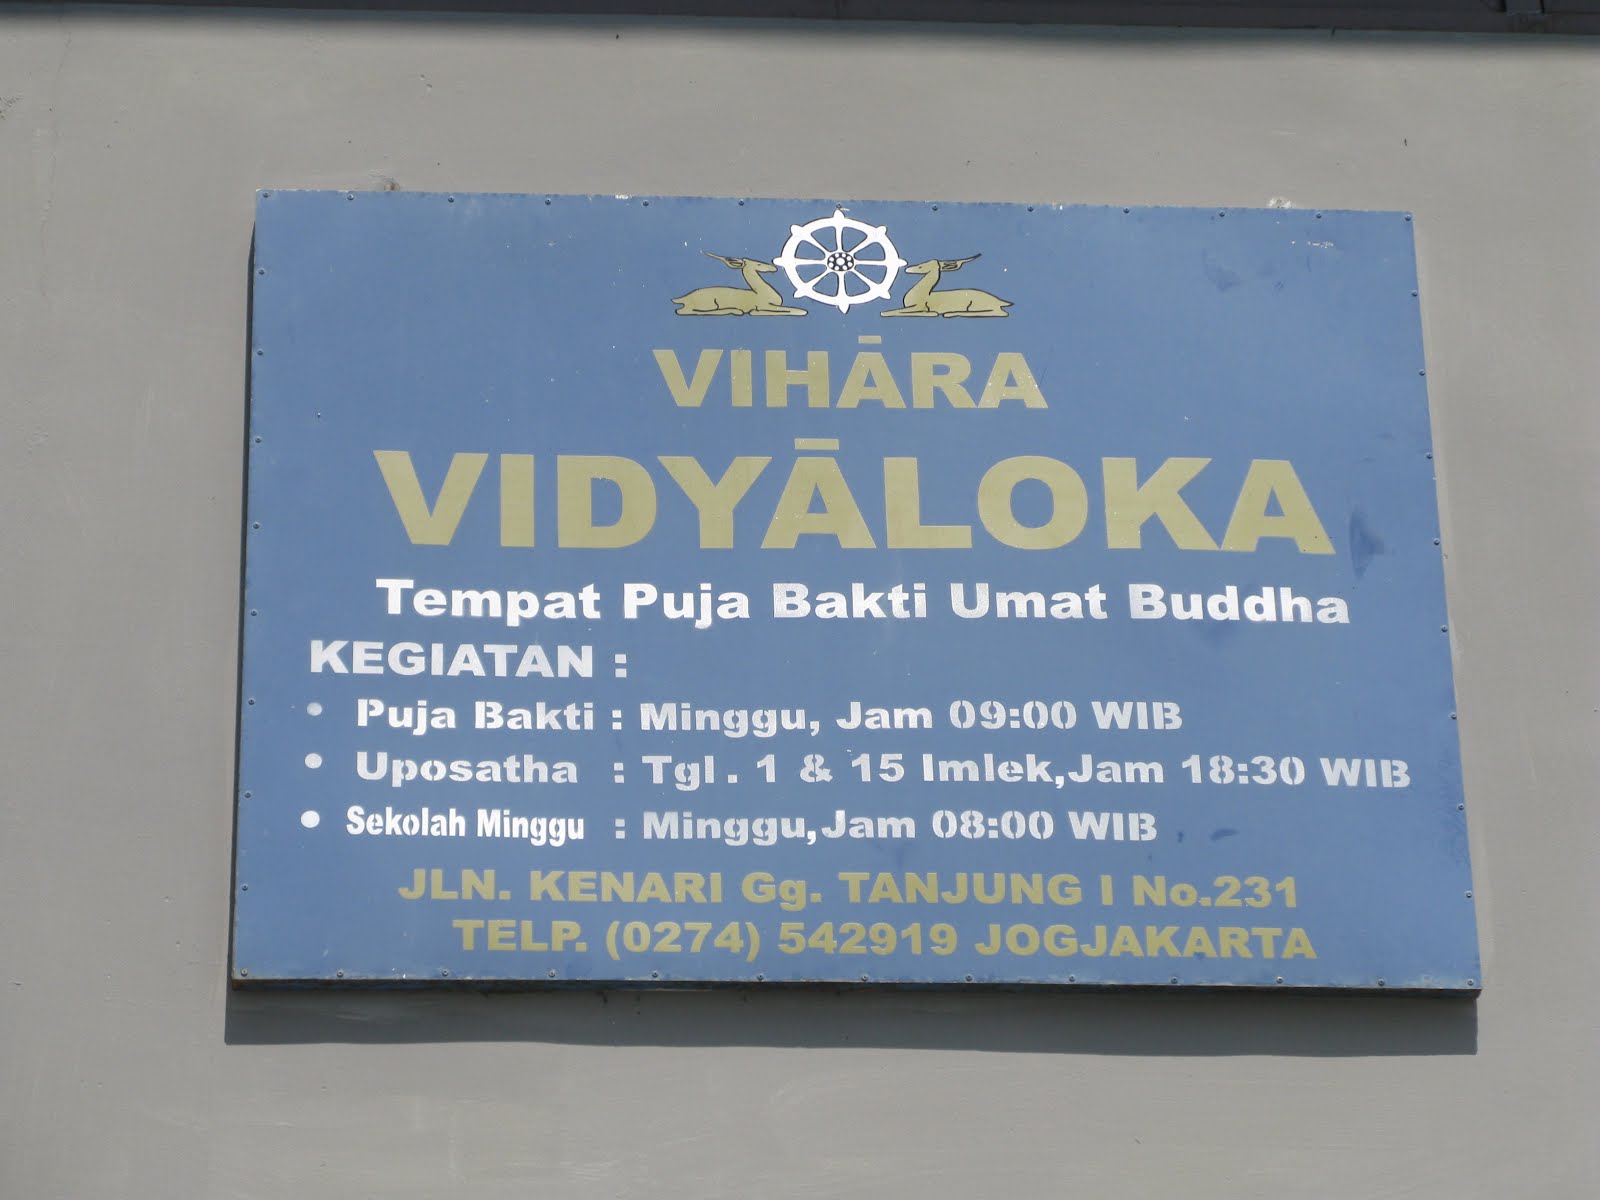 VIHĀRA
VIDYĀLOKA
Tempat Puja Bakti Umat Buddha
KEGIATAN :
• Puja Bakti : Minggu, Jam 09:00 WIB
• Uposatha : Tgl. 1 & 15 Imlek,Jam 18:30 WIB
• Sekolah Minggu : Minggu,Jam 08:00 WIB
JLN. KENARI Gg. TANJUNG I No.231
TELP. (0274) 542919 JOGJAKARTA